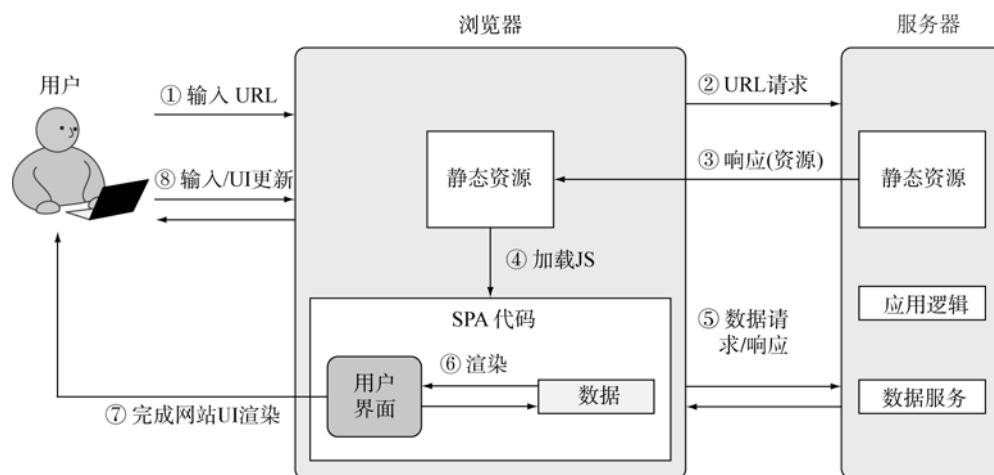 浏览器
服务器
用户
① 输入 URL
② URL请求
③ 响应(资源)
静态资源
静态资源
⑧ 输入/UI更新
④ 加载JS
应用逻辑
SPA 代码
⑤ 数据请
求/响应
⑥ 渲染
用户
界面
数据
数据服务
⑦ 完成网站UI渲染